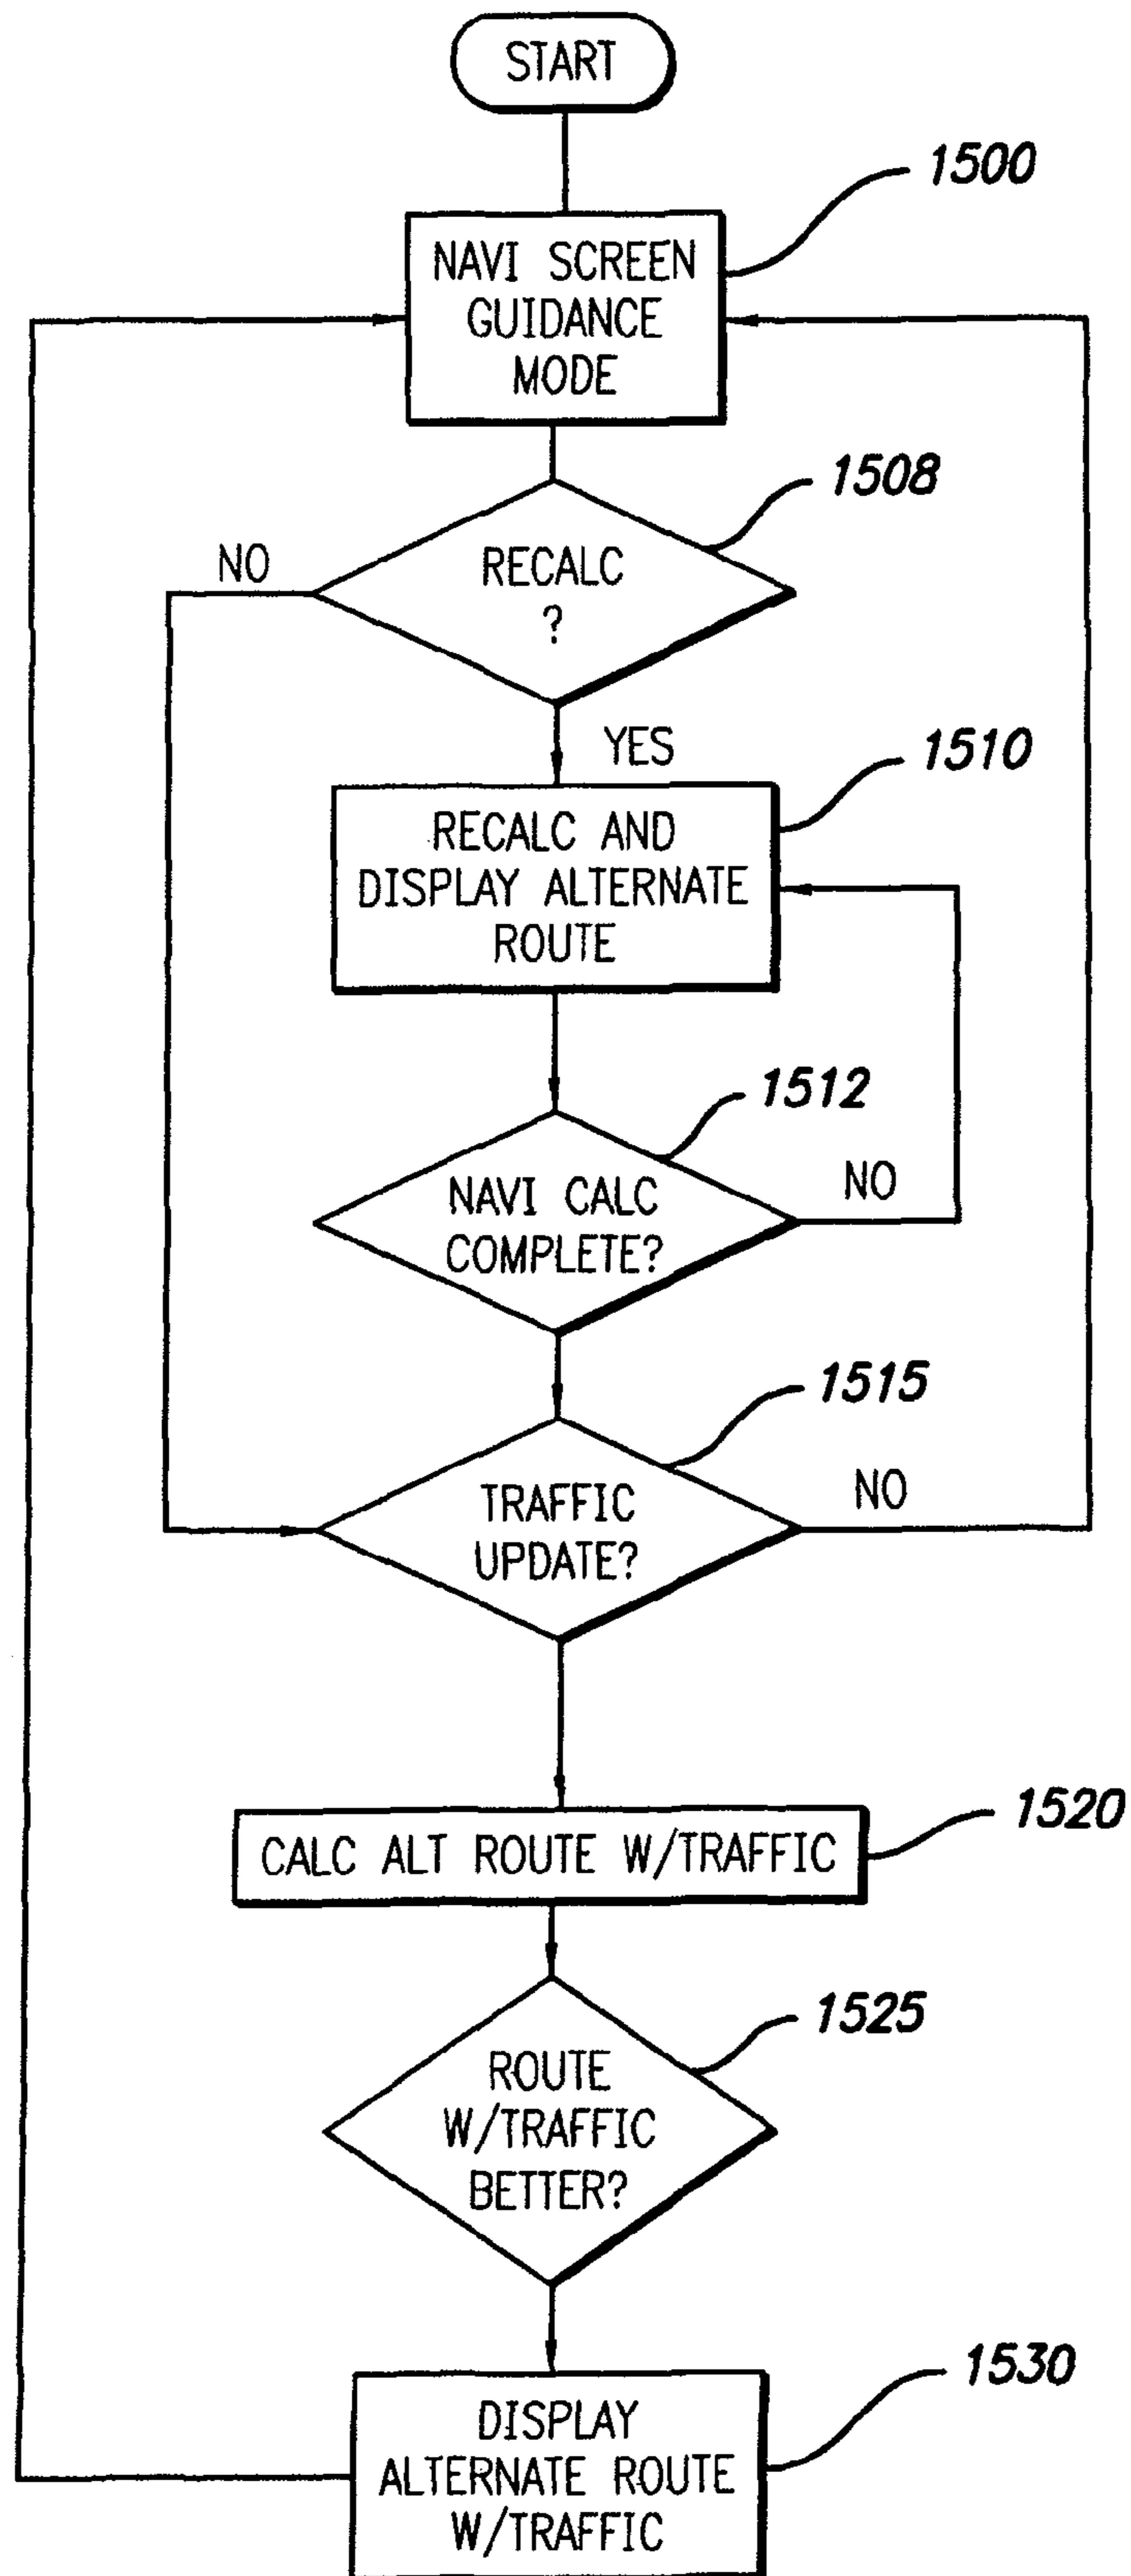 START
1500
NAVI SCREEN
GUIDANCE
MODE
1508
NO
RECALC
?
YES
1510
RECALC AND
DISPLAY ALTERNATE
ROUTE
1512
NAVI CALC
COMPLETE?
NO
1515
TRAFFIC
UPDATE?
NO
1520
CALC ALT ROUTE W/TRAFFIC
1525
ROUTE
W/TRAFFIC
BETTER?
1530
DISPLAY
ALTERNATE ROUTE
W/TRAFFIC